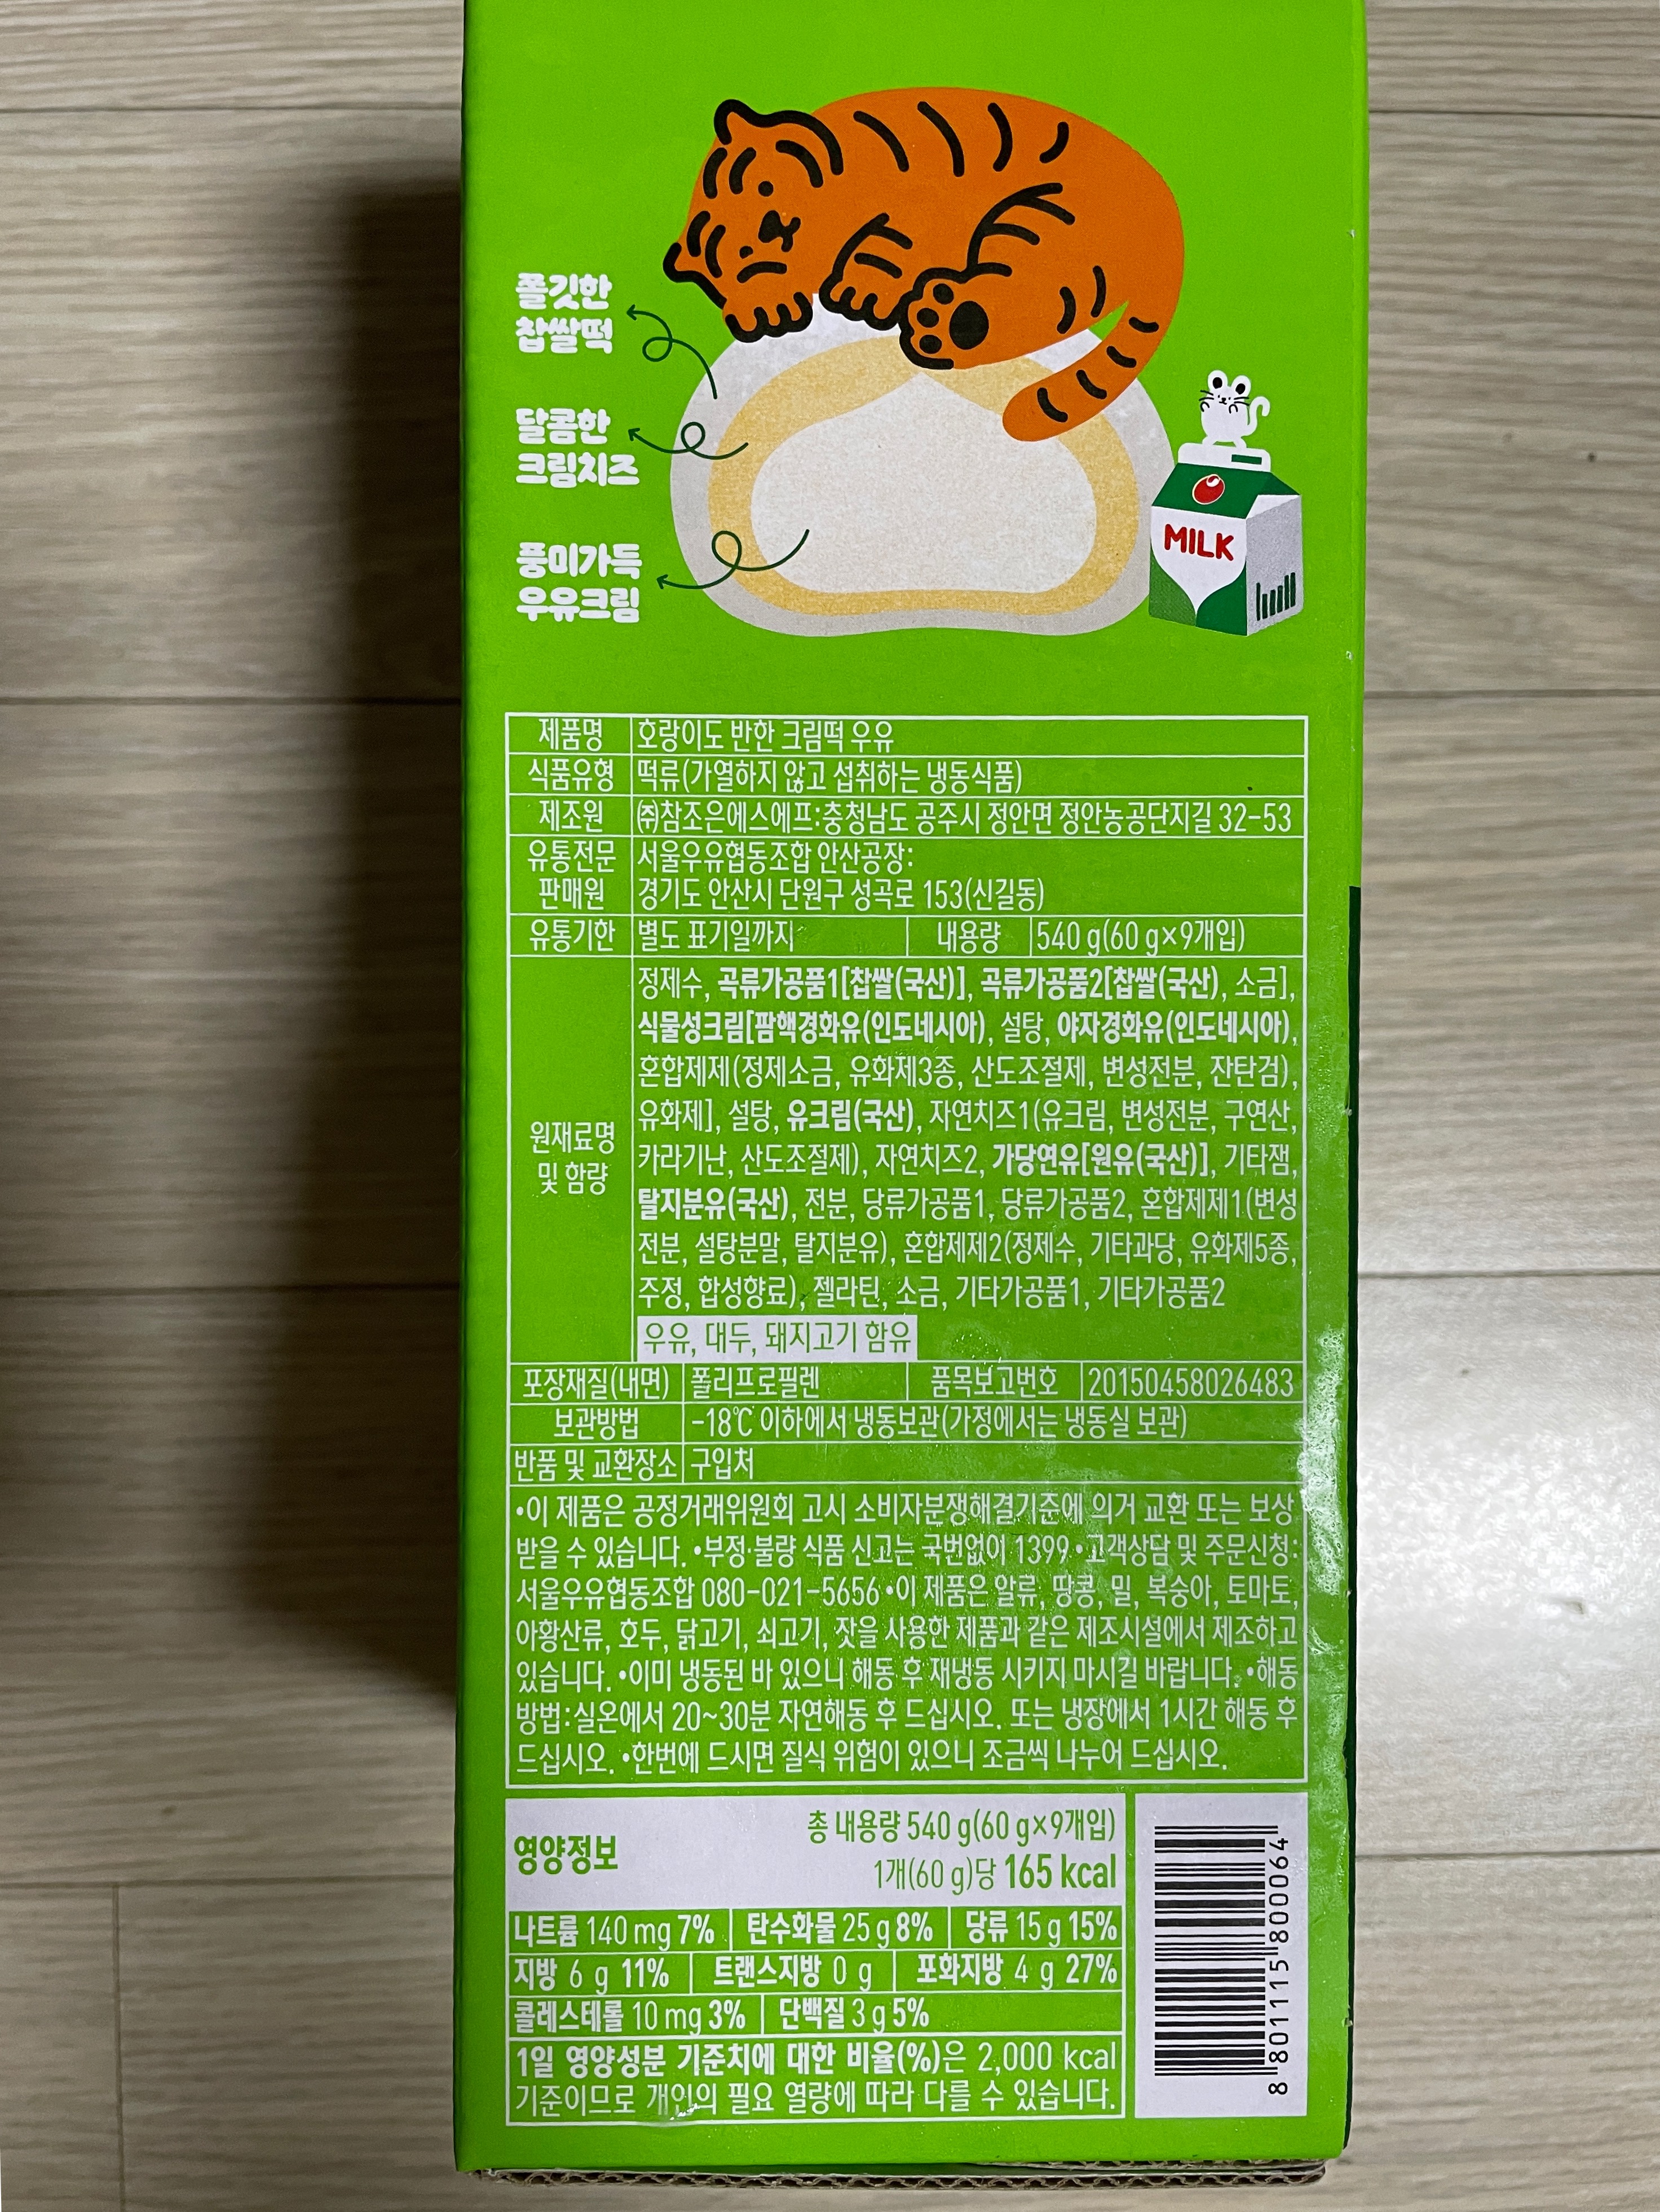 쫄깃한
찹쌀떡
달콤한
크림치즈
풍미가득
우유크림
MILK
제품명 호랑이도 반한 크림떡 우유
식품유형 떡류(가열하지 않고 섭취하는 냉동식품)
제조원 ㈜참조은에스에프:충청남도 공주시 정안면 정안농공단지길 32-53
유통전문 서울우유협동조합 안산공장:
판매원 경기도 안산시 단원구 성곡로 153(신길동)
유통기한 별도 표기일까지 내용량 540 g(60 g×9개입)
원재료명
및 함량
정제수, 곡류가공품1[찹쌀(국산)], 곡류가공품2[찹쌀(국산), 소금],
식물성크림[팜핵경화유(인도네시아), 설탕, 야자경화유(인도네시아),
혼합제제(정제소금, 유화제3종, 산도조절제, 변성전분, 잔탄검),
유화제], 설탕, 유크림(국산), 자연치즈1(유크림, 변성전분, 구연산,
카라기난, 산도조절제), 자연치즈2, 가당연유[원유(국산)], 기타잼,
탈지분유(국산), 전분, 당류가공품1, 당류가공품2, 혼합제제1(변성
전분, 설탕분말, 탈지분유), 혼합제제2(정제수, 기타과당, 유화제5종,
주정, 합성향료), 젤라틴, 소금, 기타가공품1, 기타가공품2
우유, 대두, 돼지고기 함유
포장재질(내면) 폴리프로필렌 품목보고번호 20150458026483
보관방법 -18℃ 이하에서 냉동보관(가정에서는 냉동실 보관)
반품 및 교환장소 구입처
•이 제품은 공정거래위원회 고시 소비자분쟁해결기준에 의거 교환 또는 보상
받을 수 있습니다. •부정·불량 식품 신고는 국번없이 1399 •고객상담 및 주문신청:
서울우유협동조합 080-021-5656 •이 제품은 알류, 땅콩, 밀, 복숭아, 토마토,
아황산류, 호두, 닭고기, 쇠고기, 잣을 사용한 제품과 같은 제조시설에서 제조하고
있습니다. •이미 냉동된 바 있으니 해동 후 재냉동 시키지 마시길 바랍니다. •해동
방법:실온에서 20~30분 자연해동 후 드십시오. 또는 냉장에서 1시간 해동 후
드십시오. •한번에 드시면 질식 위험이 있으니 조금씩 나누어 드십시오.
영양정보
총 내용량 540 g(60 g×9개입)
1개(60 g)당 165 kcal
나트륨 140 mg 7% 탄수화물 25 g 8% 당류 15 g 15%
지방 6 g 11% 트랜스지방 0 g 포화지방 4 g 27%
콜레스테롤 10 mg 3% 단백질 3 g 5%
1일 영양성분 기준치에 대한 비율(%)은 2,000 kcal
기준이므로 개인의 필요 열량에 따라 다를 수 있습니다.
8 801115 800064